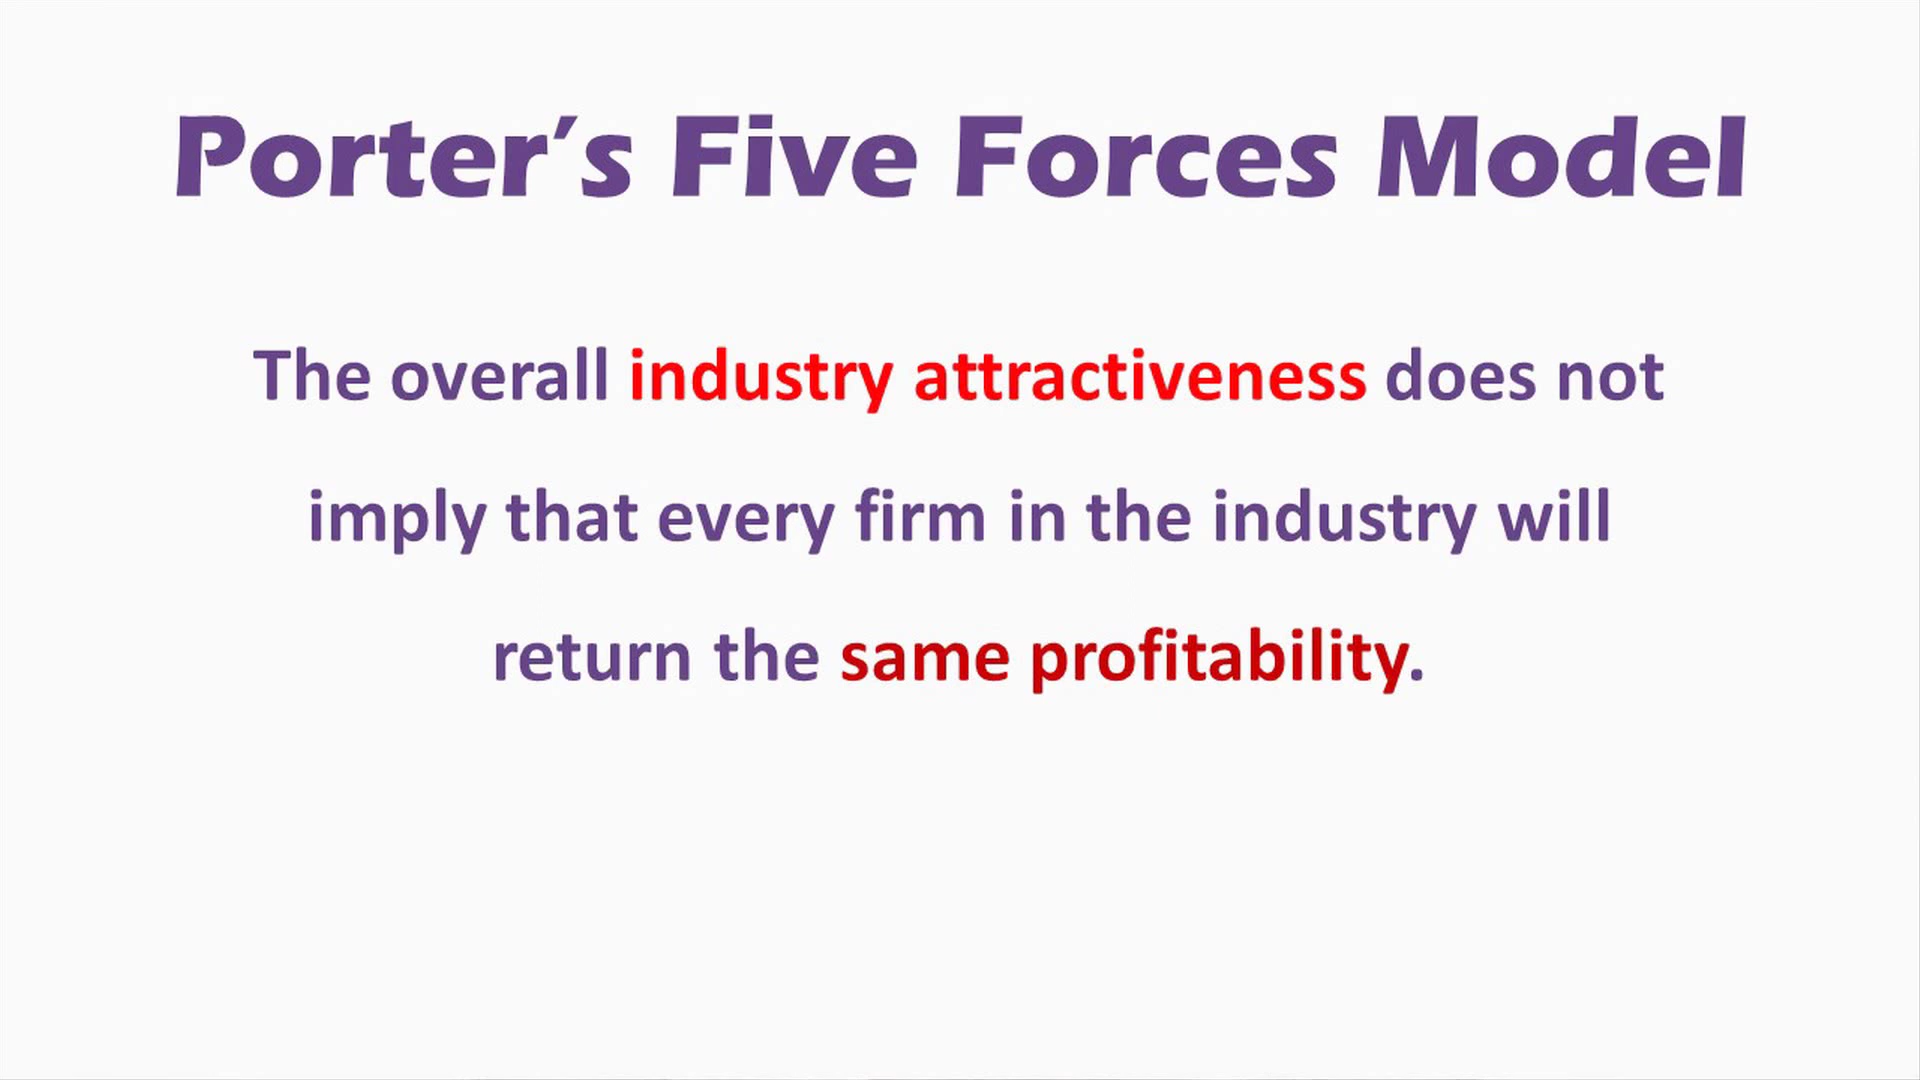 Porter’s Five Forces Model
The overall industry attractiveness does not
imply that every firm in the industry will
return the same profitability.